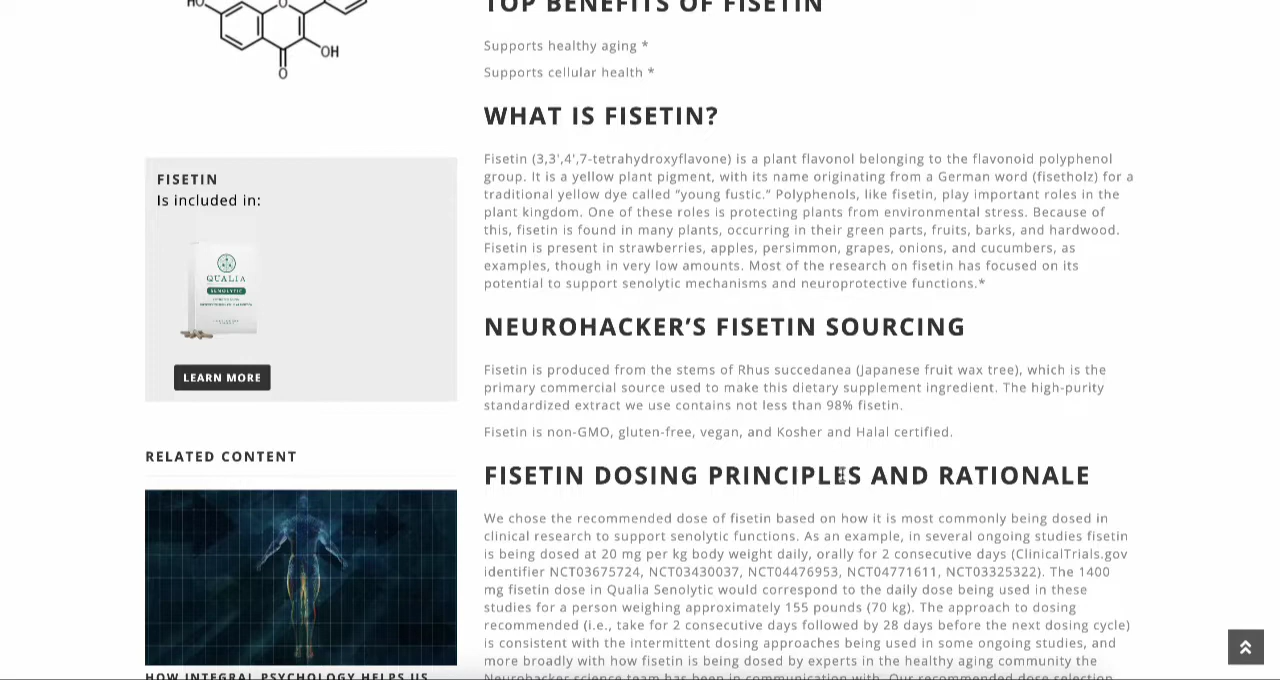 HO
O
OH
O
FISETIN
Is included in:
QUALIA
SENOLYTIC
LEARN MORE
RELATED CONTENT
HOW INTEGRAL PSYCHOLOGY HELPS US
TOP BENEFITS OF FISETIN
Supports healthy aging *
Supports cellular health *
WHAT IS FISETIN?
Fisetin (3,3',4',7-tetrahydroxyflavone) is a plant flavonol belonging to the flavonoid polyphenol
group. It is a yellow plant pigment, with its name originating from a German word (fisetholz) for a
traditional yellow dye called “young fustic.” Polyphenols, like fisetin, play important roles in the
plant kingdom. One of these roles is protecting plants from environmental stress. Because of
this, fisetin is found in many plants, occurring in their green parts, fruits, barks, and hardwood.
Fisetin is present in strawberries, apples, persimmon, grapes, onions, and cucumbers, as
examples, though in very low amounts. Most of the research on fisetin has focused on its
potential to support senolytic mechanisms and neuroprotective functions.*
NEUROHACKER’S FISETIN SOURCING
Fisetin is produced from the stems of Rhus succedanea (Japanese fruit wax tree), which is the
primary commercial source used to make this dietary supplement ingredient. The high-purity
standardized extract we use contains not less than 98% fisetin.
Fisetin is non-GMO, gluten-free, vegan, and Kosher and Halal certified.
FISETIN DOSING PRINCIPLES AND RATIONALE
We chose the recommended dose of fisetin based on how it is most commonly being dosed in
clinical research to support senolytic functions. As an example, in several ongoing studies fisetin
is being dosed at 20 mg per kg body weight daily, orally for 2 consecutive days (ClinicalTrials.gov
identifier NCT03675724, NCT03430037, NCT04476953, NCT04771611, NCT03325322). The 1400
mg fisetin dose in Qualia Senolytic would correspond to the daily dose being used in these
studies for a person weighing approximately 155 pounds (70 kg). The approach to dosing
recommended (i.e., take for 2 consecutive days followed by 28 days before the next dosing cycle)
is consistent with the intermittent dosing approaches being used in some ongoing studies, and
more broadly with how fisetin is being dosed by experts in the healthy aging community the
Neurohacker science team has been in communication with. Our recommended dose selection